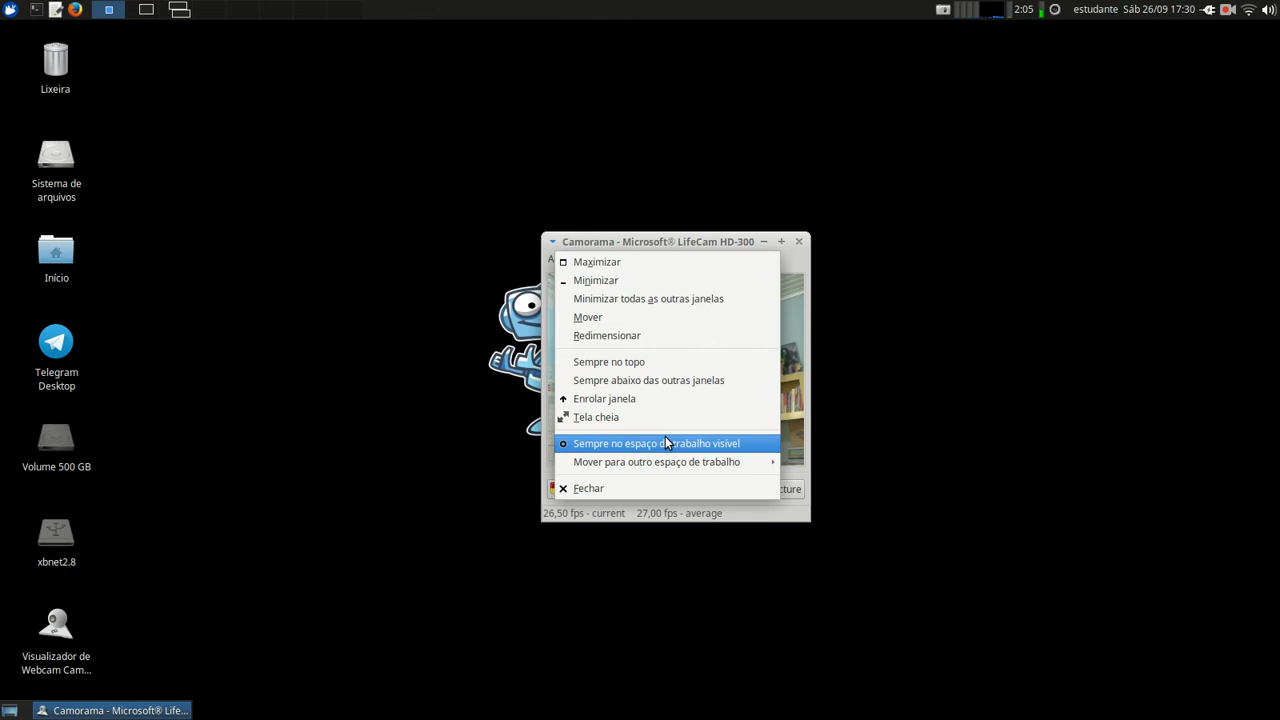 2:05
estudante Sáb 26/09 17:30
Lixeira
Sistema de
arquivos
Início
Telegram
Desktop
Volume 500 GB
xbnet2.8
Visualizador de
Webcam Cam...
Camorama - Microsoft® LifeCam HD-300
A
Maximizar
Minimizar
Minimizar todas as outras janelas
Mover
Redimensionar
Sempre no topo
Sempre abaixo das outras janelas
Enrolar janela
Tela cheia
Sempre no espaço de trabalho visível
Mover para outro espaço de trabalho
Fechar
cture
26,50 fps - current 27,00 fps - average
Camorama - Microsoft® Life...